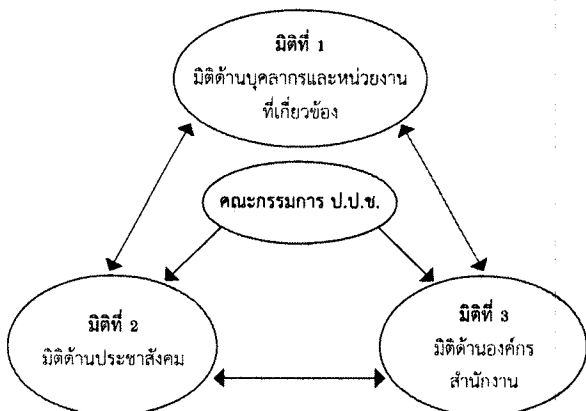 มิติที่ 1
มิติด้านบุคลากรและหน่วยงาน
ที่เกี่ยวข้อง
คณะกรรมการ ป.ป.ช.
มิติที่ 2
มิติด้านประชาสังคม
มิติที่ 3
มิติด้านองค์กร
สำนักงาน